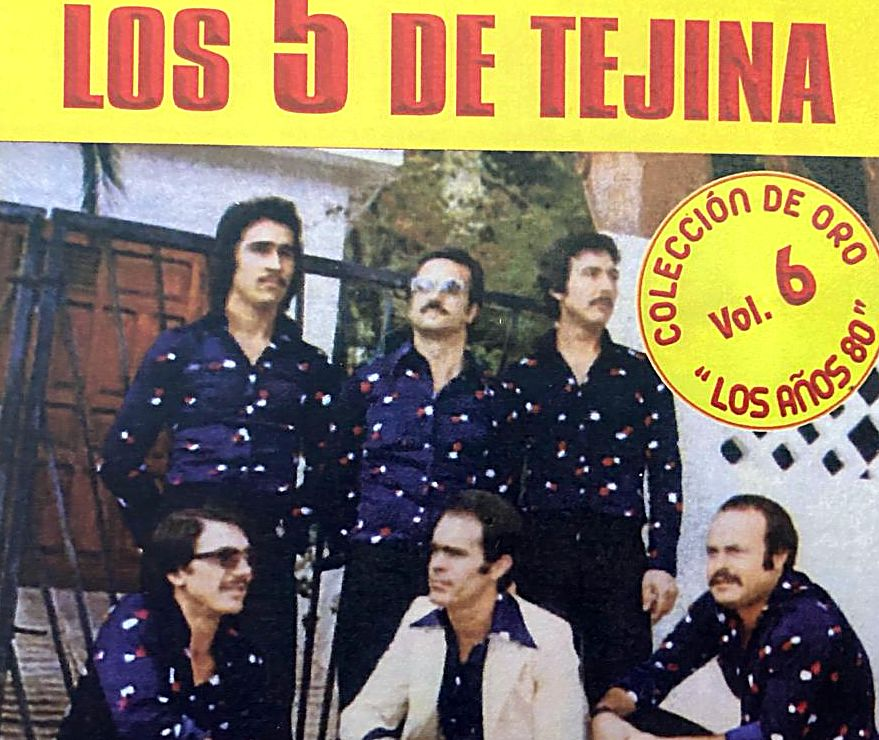 LOS 5 DE TEJINA
COLECCIÓN DE ORO
Vol. 6
"LOS AÑOS 80"